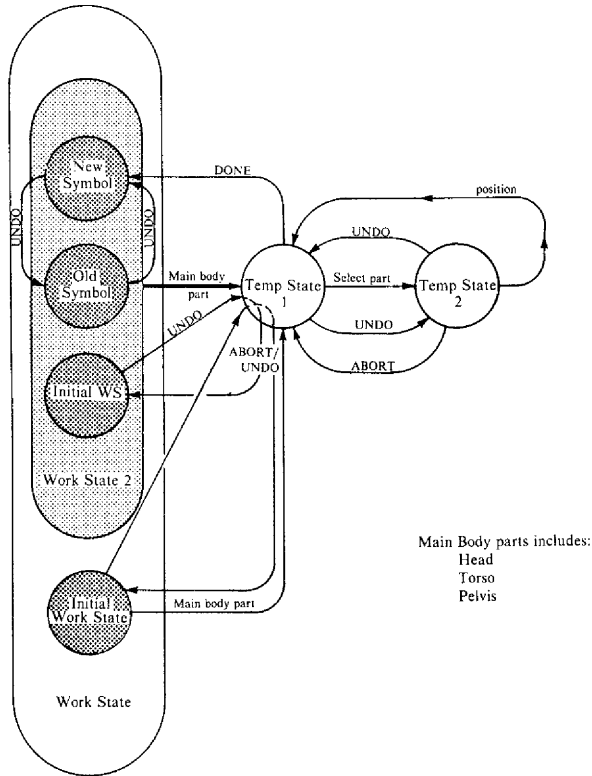 New
Symbol
DONE
position
UNDO
UNDO
UNDO
Old
Symbol
Main body
part
Temp State
1
Select part
Temp State
2
UNDO
UNDO
ABORT/
UNDO
ABORT
Initial WS
Work State 2
Main Body parts includes:
Head
Torso
Pelvis
Initial
Work State
Main body part
Work State